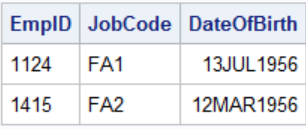 EmpID JobCode DateOfBirth
1124 FA1 13JUL1956
1415 FA2 12MAR1956